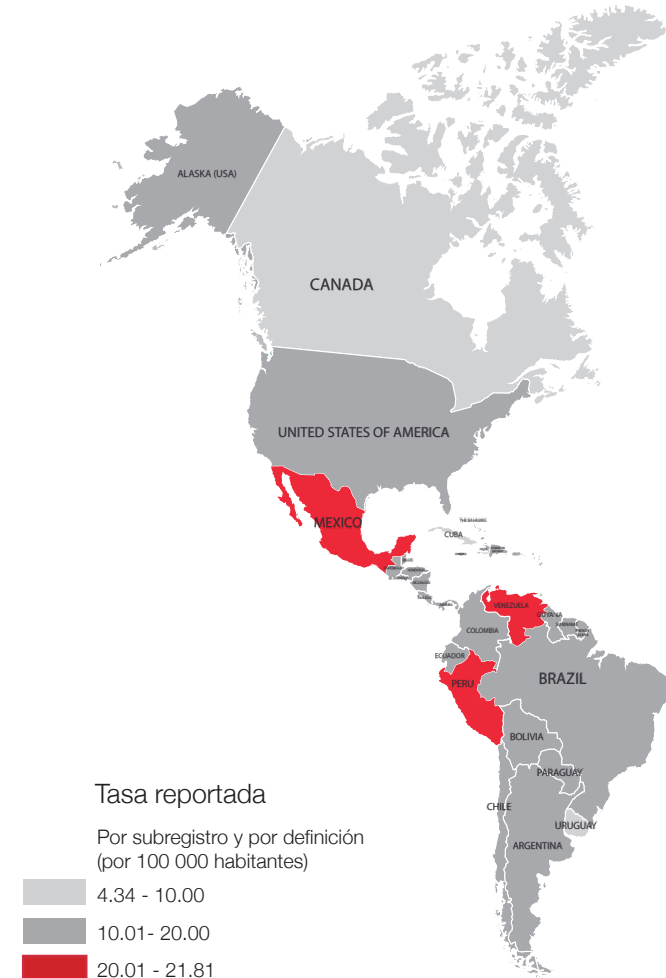 ALASKA (USA)
CANADA
UNITED STATES OF AMERICA
MEXICO
THE BAHAMAS
CUBA
VENEZUELA
GUYANA
COLOMBIA
ECUADOR
PERU
BRAZIL
BOLIVIA
PARAGUAY
CHILE
URUGUAY
ARGENTINA
Tasa reportada
Por subregistro y por definición
(por 100 000 habitantes)
4.34 - 10.00
10.01- 20.00
20.01 - 21.81